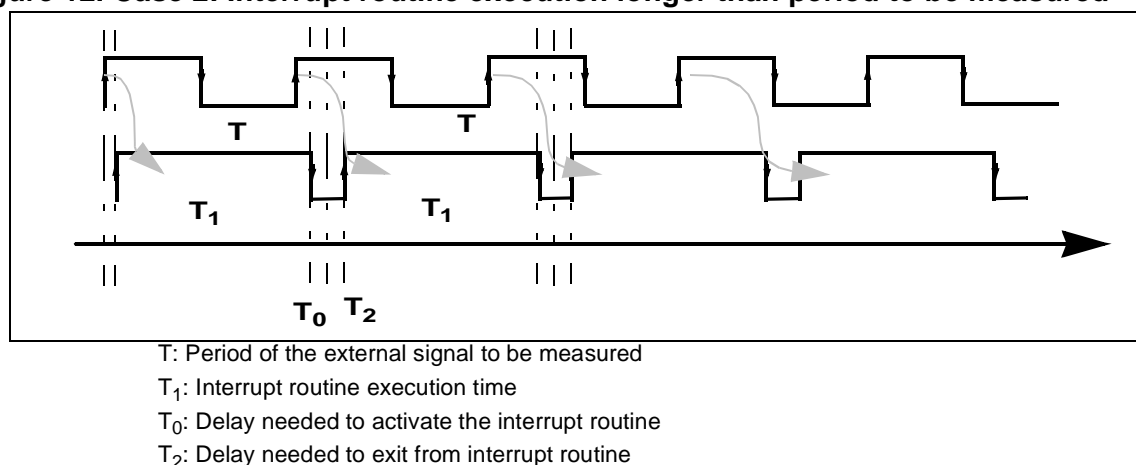 gure 12. Case 2: Interrupt routine execution longer than period to be measured
T T
T1 T1
T0 T2
T: Period of the external signal to be measured
T1: Interrupt routine execution time
T0: Delay needed to activate the interrupt routine
T2: Delay needed to exit from interrupt routine